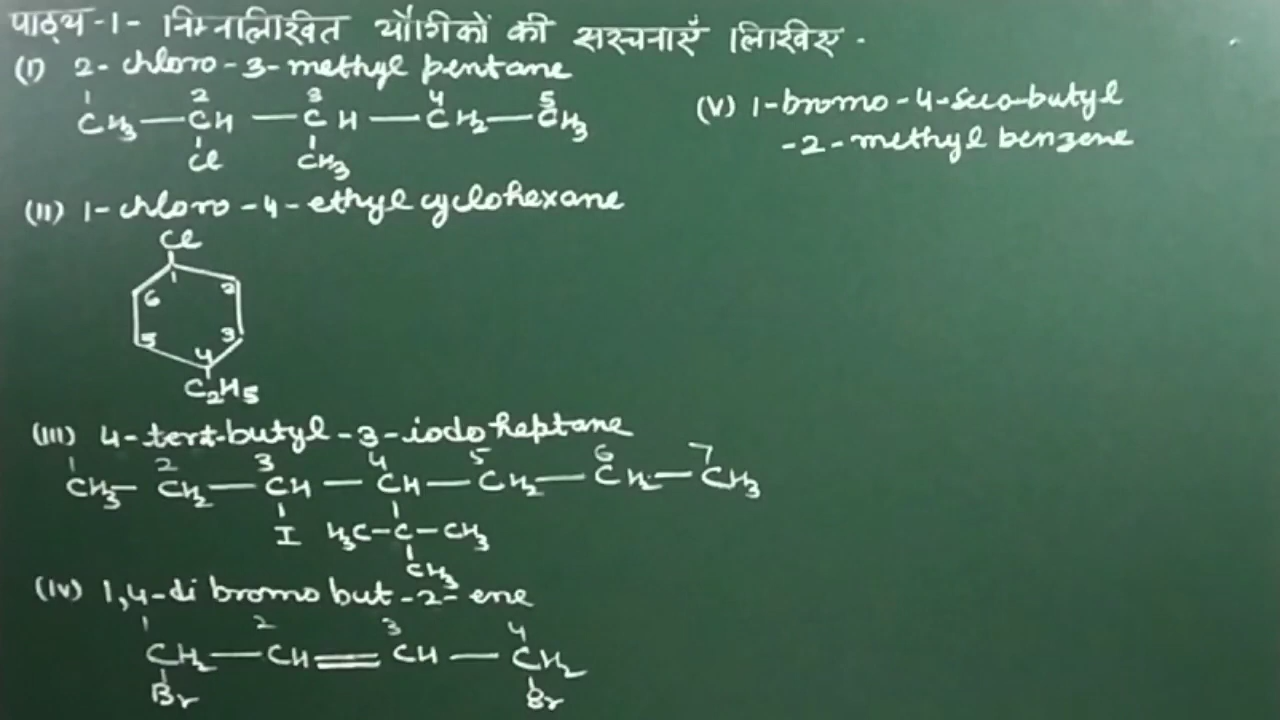 पाठ्य-1- निम्नलिखित यौगिकों की सरचनाएँ लिखिए.
(I) 2-chloro-3-methyl pentane
1 2 3 4 5
CH₃—CH—CH—CH₂—CH₃
Cl CH₃
(II) 1-chloro-4-ethyl cyclohexane
Cl
1
6 2
5 3
4
C₂H₅
(III) 4-tert-butyl-3-iodo heptane
1 2 3 4 5 6 7
CH₃—CH₂—CH—CH—CH₂—CH₂—CH₃
I H₃C-C-CH₃
CH₃
(IV) 1,4-di bromo but-2-ene
1 2 3 4
CH₂—CH=CH—CH₂
Br Br
(V) 1-bromo-4-sec-butyl
-2-methyl benzene